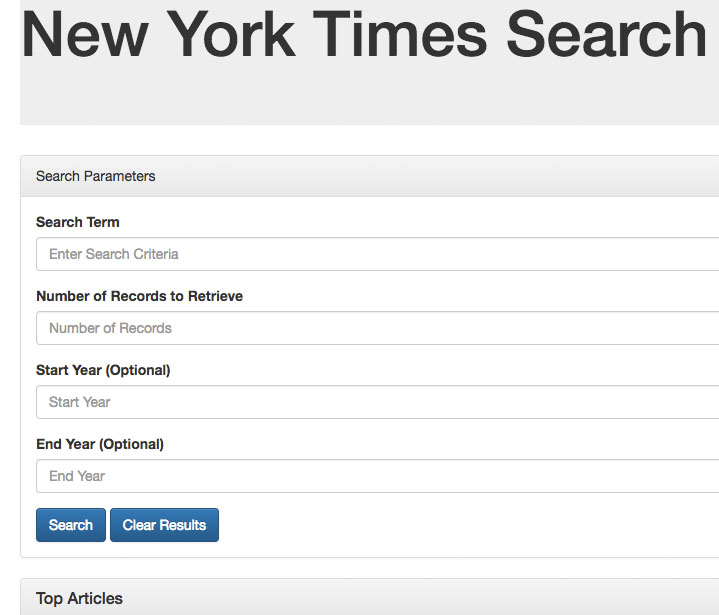 New York Times Search
Search Parameters
Search Term
Enter Search Criteria
Number of Records to Retrieve
Number of Records
Start Year (Optional)
Start Year
End Year (Optional)
End Year
Search Clear Results
Top Articles